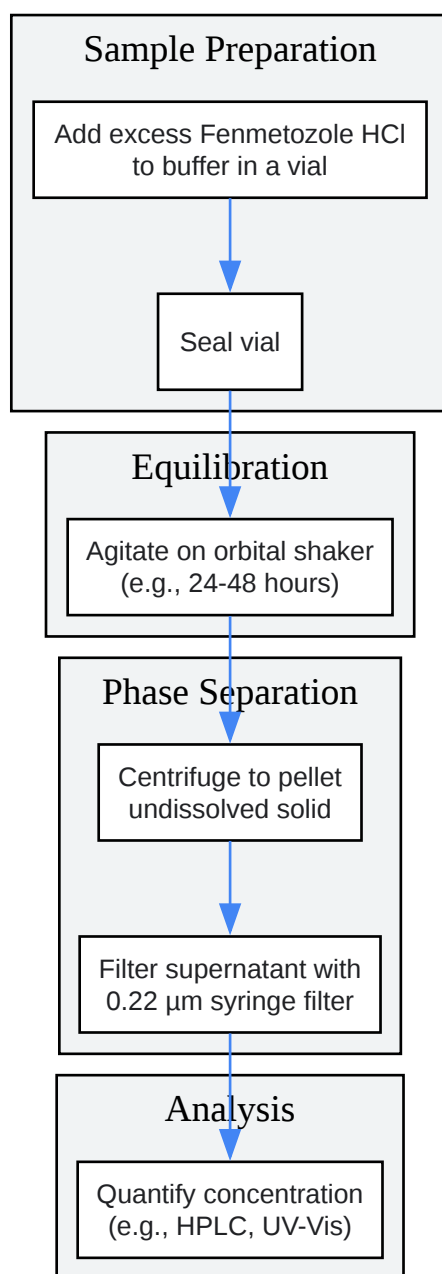 Sample Preparation
Add excess Fenmetozole HCl
to buffer in a vial
Seal vial
Equilibration
Agitate on orbital shaker
(e.g., 24-48 hours)
Phase Separation
Centrifuge to pellet
undissolved solid
Filter supernatant with
0.22 µm syringe filter
Analysis
Quantify concentration
(e.g., HPLC, UV-Vis)